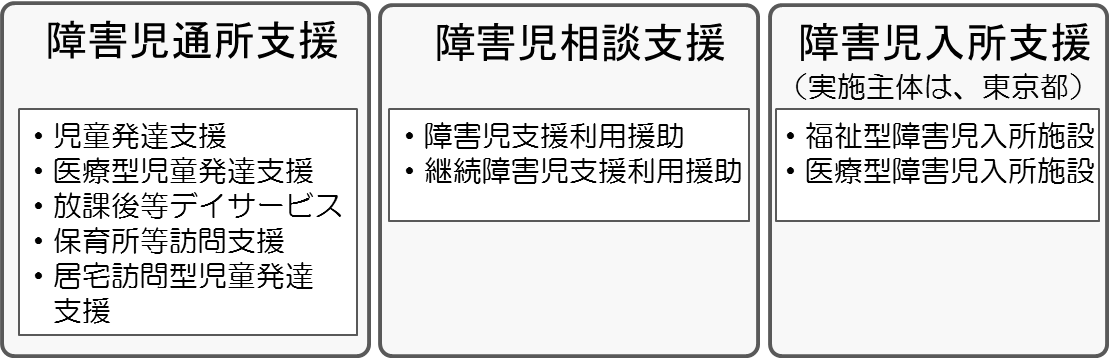 障害児通所支援
・児童発達支援
・医療型児童発達支援
・放課後等デイサービス
・保育所等訪問支援
・居宅訪問型児童発達
支援
障害児相談支援
・障害児支援利用援助
・継続障害児支援利用援助
障害児入所支援
（実施主体は、東京都）
・福祉型障害児入所施設
・医療型障害児入所施設